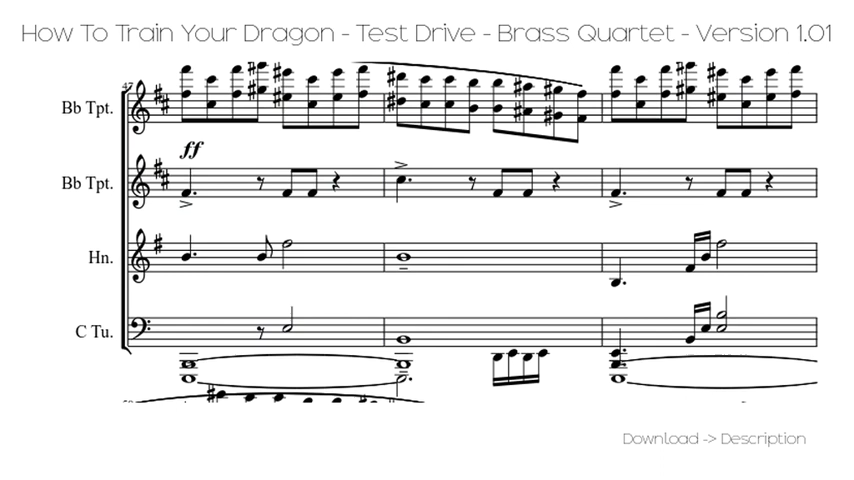 How To Train Your Dragon - Test Drive - Brass Quartet - Version 1.01
47
Bb Tpt.
ff
Bb Tpt.
Hn.
C Tu.
Download -> Description